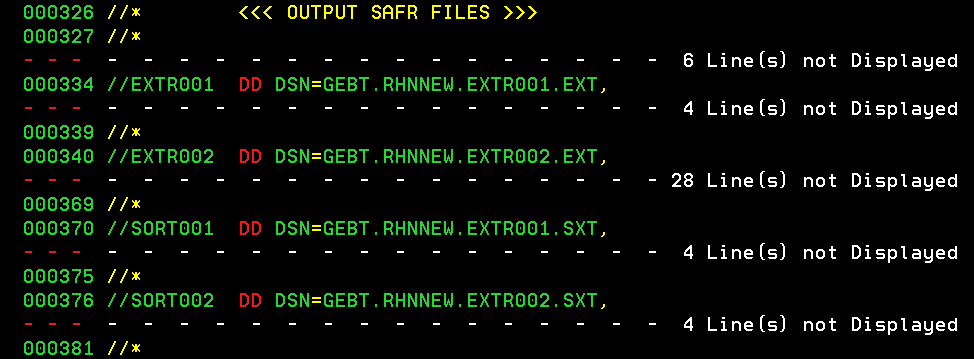 000326 //*        <<< OUTPUT SAFR FILES >>>
000327 //*
- - -  -  -  -  -  -  -  -  -  -  -  -  -  -  -  -  -  -  -  -  -  -  -  -  6 Line(s) not Displayed
000334 //EXTR001  DD DSN=GEBT.RHNNEW.EXTR001.EXT,
- - -  -  -  -  -  -  -  -  -  -  -  -  -  -  -  -  -  -  -  -  -  -  -  -  4 Line(s) not Displayed
000339 //*
000340 //EXTR002  DD DSN=GEBT.RHNNEW.EXTR002.EXT,
- - -  -  -  -  -  -  -  -  -  -  -  -  -  -  -  -  -  -  -  -  -  -  -  - 28 Line(s) not Displayed
000369 //*
000370 //SORT001  DD DSN=GEBT.RHNNEW.EXTR001.SXT,
- - -  -  -  -  -  -  -  -  -  -  -  -  -  -  -  -  -  -  -  -  -  -  -  -  4 Line(s) not Displayed
000375 //*
000376 //SORT002  DD DSN=GEBT.RHNNEW.EXTR002.SXT,
- - -  -  -  -  -  -  -  -  -  -  -  -  -  -  -  -  -  -  -  -  -  -  -  -  4 Line(s) not Displayed
000381 //*